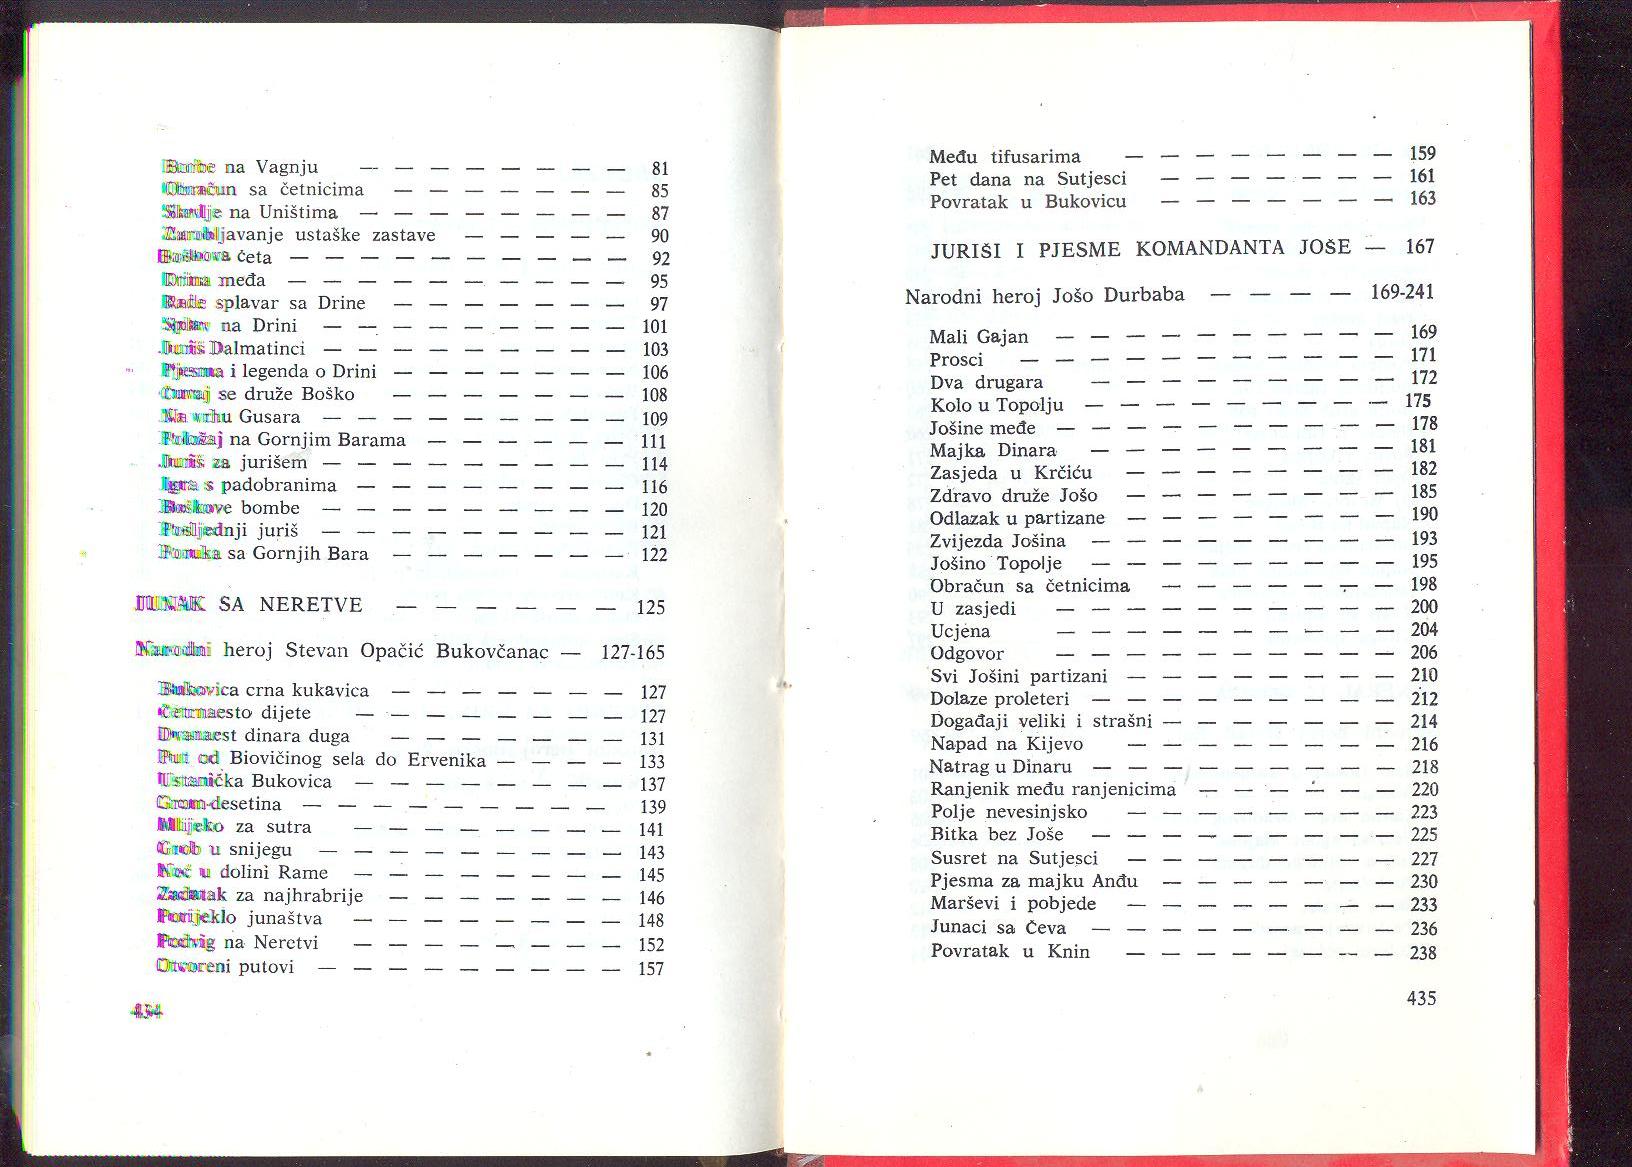 Borbe na Vagnju — — — — — — — — 81
Obračun sa četnicima — — — — — — — 85
Slavlje na Uništima — — — — — — — — 87
Zarobljavanje ustaške zastave — — — — — 90
Boškova četa — — — — — — — — — — 92
Drina međa — — — — — — — — — — 95
Rade splavar sa Drine — — — — — — — 97
Splav na Drini — — — — — — — — — 101
Juriš Dalmatinci — — — — — — — — — 103
Pjesma i legenda o Drini — — — — — — — 106
Čuvaj se druže Boško — — — — — — — 108
Na vrhu Gusara — — — — — — — — — 109
Položaj na Gornjim Barama — — — — — — 111
Juriš za jurišem — — — — — — — — — 114
Igra s padobranima — — — — — — — — 116
Boškove bombe — — — — — — — — — 120
Posljednji juriš — — — — — — — — — 121
Poruka sa Gornjih Bara — — — — — — — 122
JUNAK SA NERETVE — — — — — — 125
Narodni heroj Stevan Opačić Bukovčanac — 127-165
Bukovica crna kukavica — — — — — — — 127
Četrnaesto dijete — — — — — — — — 127
Dvanaest dinara duga — — — — — — — 131
Put od Biovičinog sela do Ervenika — — — — 133
Ustanička Bukovica — — — — — — — — 137
Grom-desetina — — — — — — — — — 139
Mlijeko za sutra — — — — — — — — 141
Grob u snijegu — — — — — — — — — 143
Noć u dolini Rame — — — — — — — — 145
Zadatak za najhrabrije — — — — — — — 146
Porijeklo junaštva — — — — — — — — 148
Podvig na Neretvi — — — — — — — — 152
Otvoreni putovi — — — — — — — — — 157
434
Među tifusarima — — — — — — — — 159
Pet dana na Sutjesci — — — — — — — 161
Povratak u Bukovicu — — — — — — — 163
JURIŠI I PJESME KOMANDANTA JOŠE — 167
Narodni heroj Jošo Durbaba — — — — 169-241
Mali Gajan — — — — — — — — — — 169
Prosci — — — — — — — — — — — 171
Dva drugara — — — — — — — — — 172
Kolo u Topolju — — — — — — — — — 175
Jošine međe — — — — — — — — — — 178
Majka Dinara — — — — — — — — — 181
Zasjeda u Krčiću — — — — — — — — 182
Zdravo druže Jošo — — — — — — — — 185
Odlazak u partizane — — — — — — — — 190
Zvijezda Jošina — — — — — — — — — 193
Jošino Topolje — — — — — — — — — 195
Obračun sa četnicima — — — — — — — 198
U zasjedi — — — — — — — — — — 200
Ucjena — — — — — — — — — — 204
Odgovor — — — — — — — — — — 206
Svi Jošini partizani — — — — — — — — 210
Dolaze proleteri — — — — — — — — — 212
Događaji veliki i strašni — — — — — — — 214
Napad na Kijevo — — — — — — — — 216
Natrag u Dinaru — — — — — — — — — 218
Ranjenik među ranjenicima — — — — — — 220
Polje nevesinjsko — — — — — — — — 223
Bitka bez Joše — — — — — — — — — 225
Susret na Sutjesci — — — — — — — — 227
Pjesma za majku Anđu — — — — — — — 230
Marševi i pobjede — — — — — — — — 233
Junaci sa Čeva — — — — — — — — — 236
Povratak u Knin — — — — — — — — 238
435